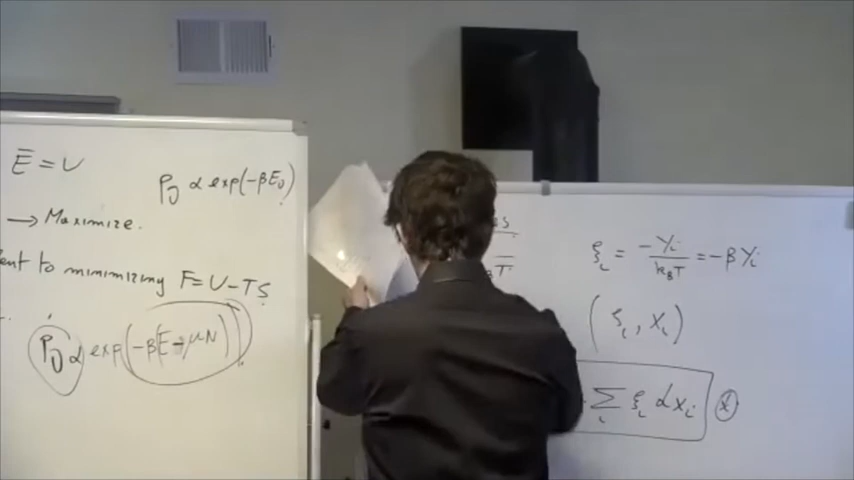 Ē = U
P_J α exp(-βE_J)
→ Maximize.
ent to minimizing F = U - TS
P_J α exp(-β(E - μN))
ξ_i = -Y_i / k_BT = -βY_i
(ξ_i, X_i)
∑_i ξ_i dX_i